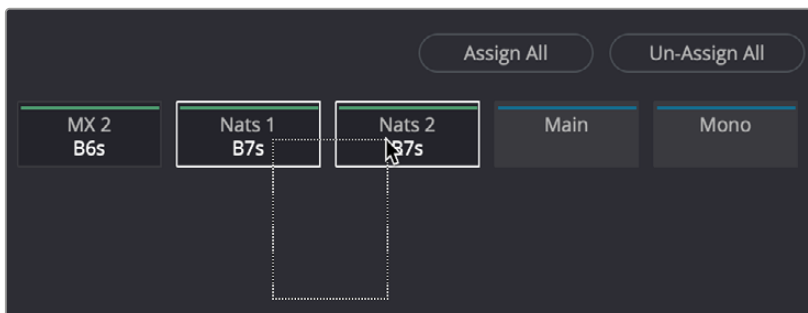 Assign All
Un-Assign All
MX 2
B6s
Nats 1
B7s
Nats 2
B7s
Main
Mono